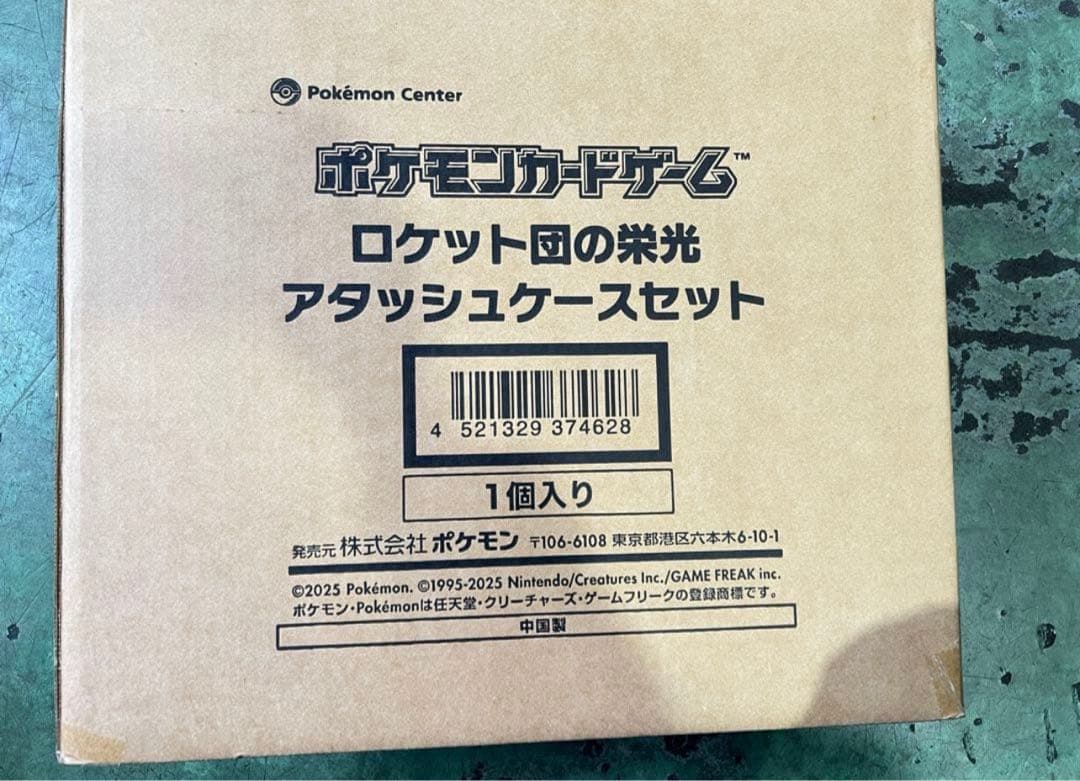 Pokémon Center
ポケモンカードゲーム™
ロケット団の栄光
アタッシュケースセット
4 521329 374628
1個入り
発売元 株式会社 ポケモン 〒106-6108 東京都港区六本木6-10-1
©2025 Pokémon. ©1995-2025 Nintendo/Creatures Inc./GAME FREAK inc.
ポケモン・Pokémonは任天堂・クリーチャーズ・ゲームフリークの登録商標です。
中国製